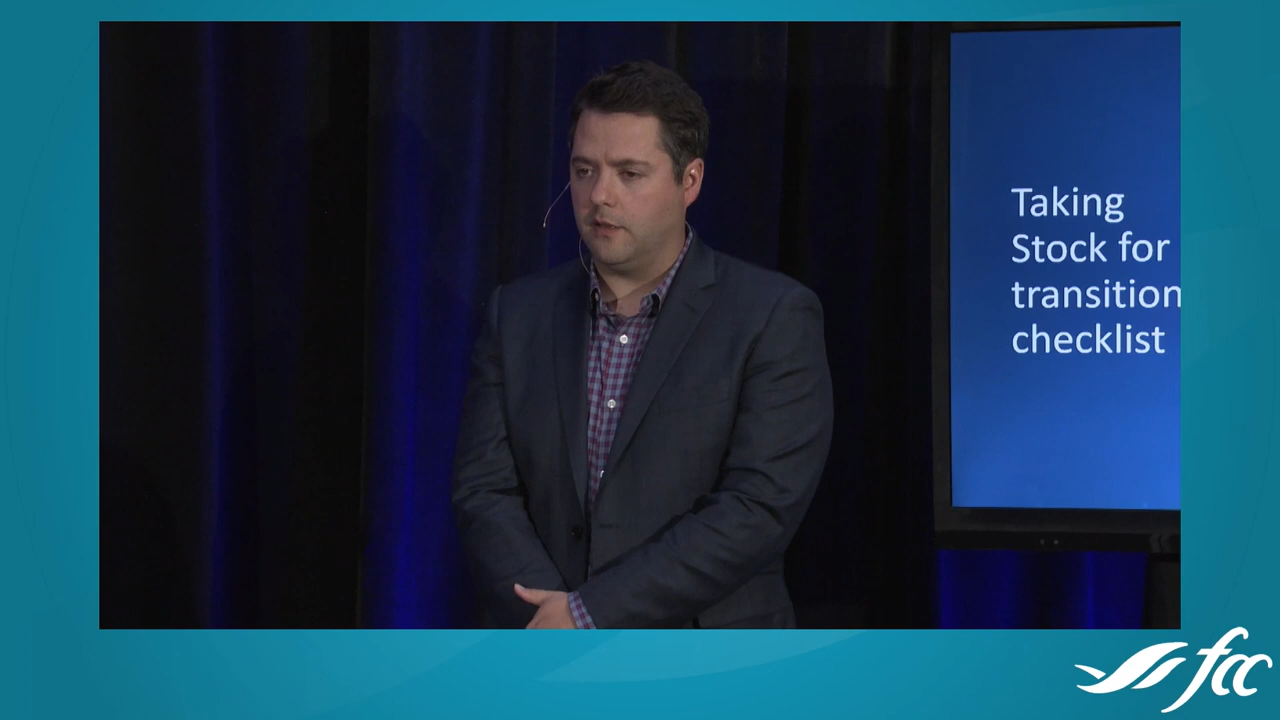 Taking
Stock for
transition
checklist
fcc